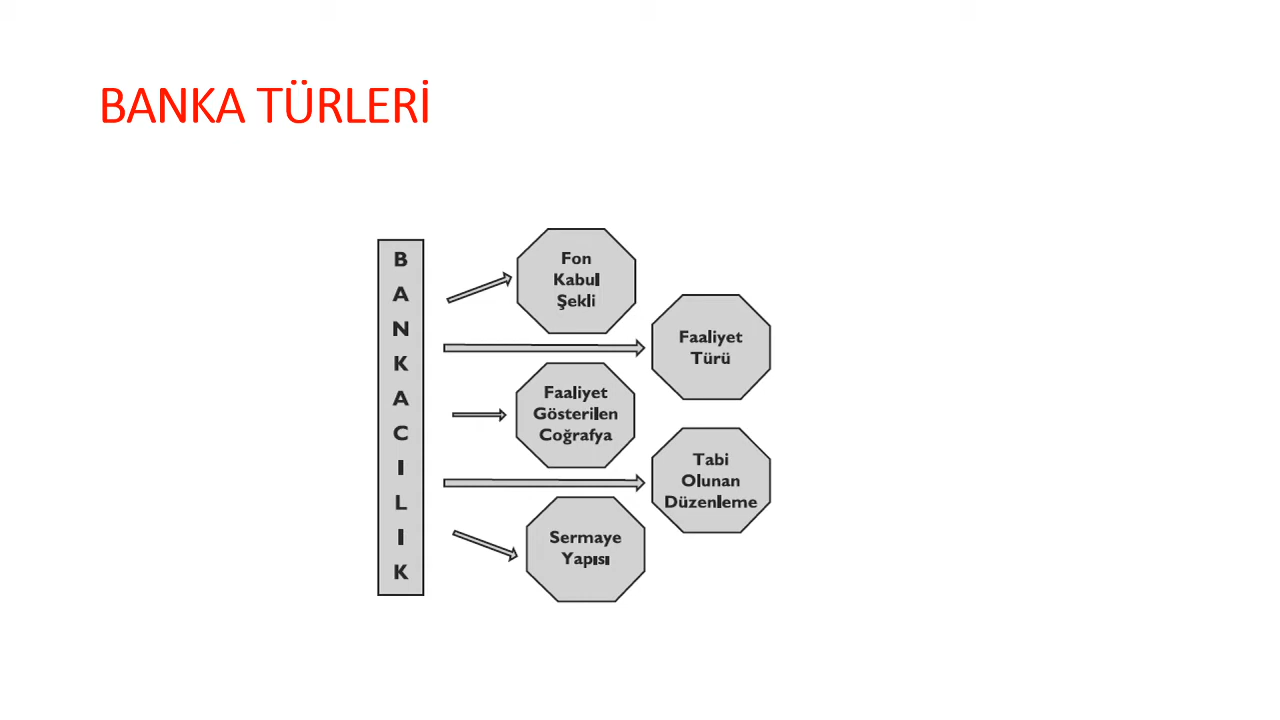 BANKA TÜRLERİ
B
A
N
K
A
C
I
L
I
K
Fon
Kabul
Şekli
Faaliyet
Türü
Faaliyet
Gösterilen
Coğrafya
Tabi
Olunan
Düzenleme
Sermaye
Yapısı